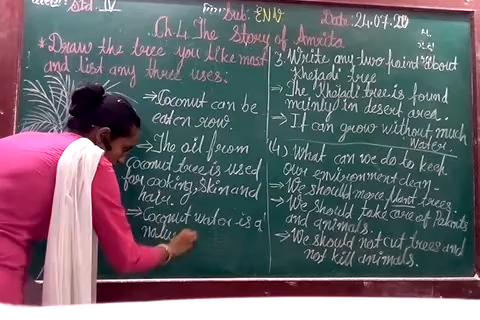 Std. IV
Sub: ENV
Date: 24.07.20
Ch.4. The Story of Amrita
* Draw the tree you like most
and list any three uses:
→ Coconut can be
eaten row.
→ The oil from
coconut tree is used
for cooking, skin and
hair.
→ Coconut water is a
natu
3. Write any two point about
Khejadi tree
→ The Khejadi tree is found
mainly in desert area.
→ It can grow without much
water.
(4) What can we do to keep
our environment clean-
→ We should more plant trees
→ We should take care of Palants
and animals.
→ We should not cut trees and
not kill animals.